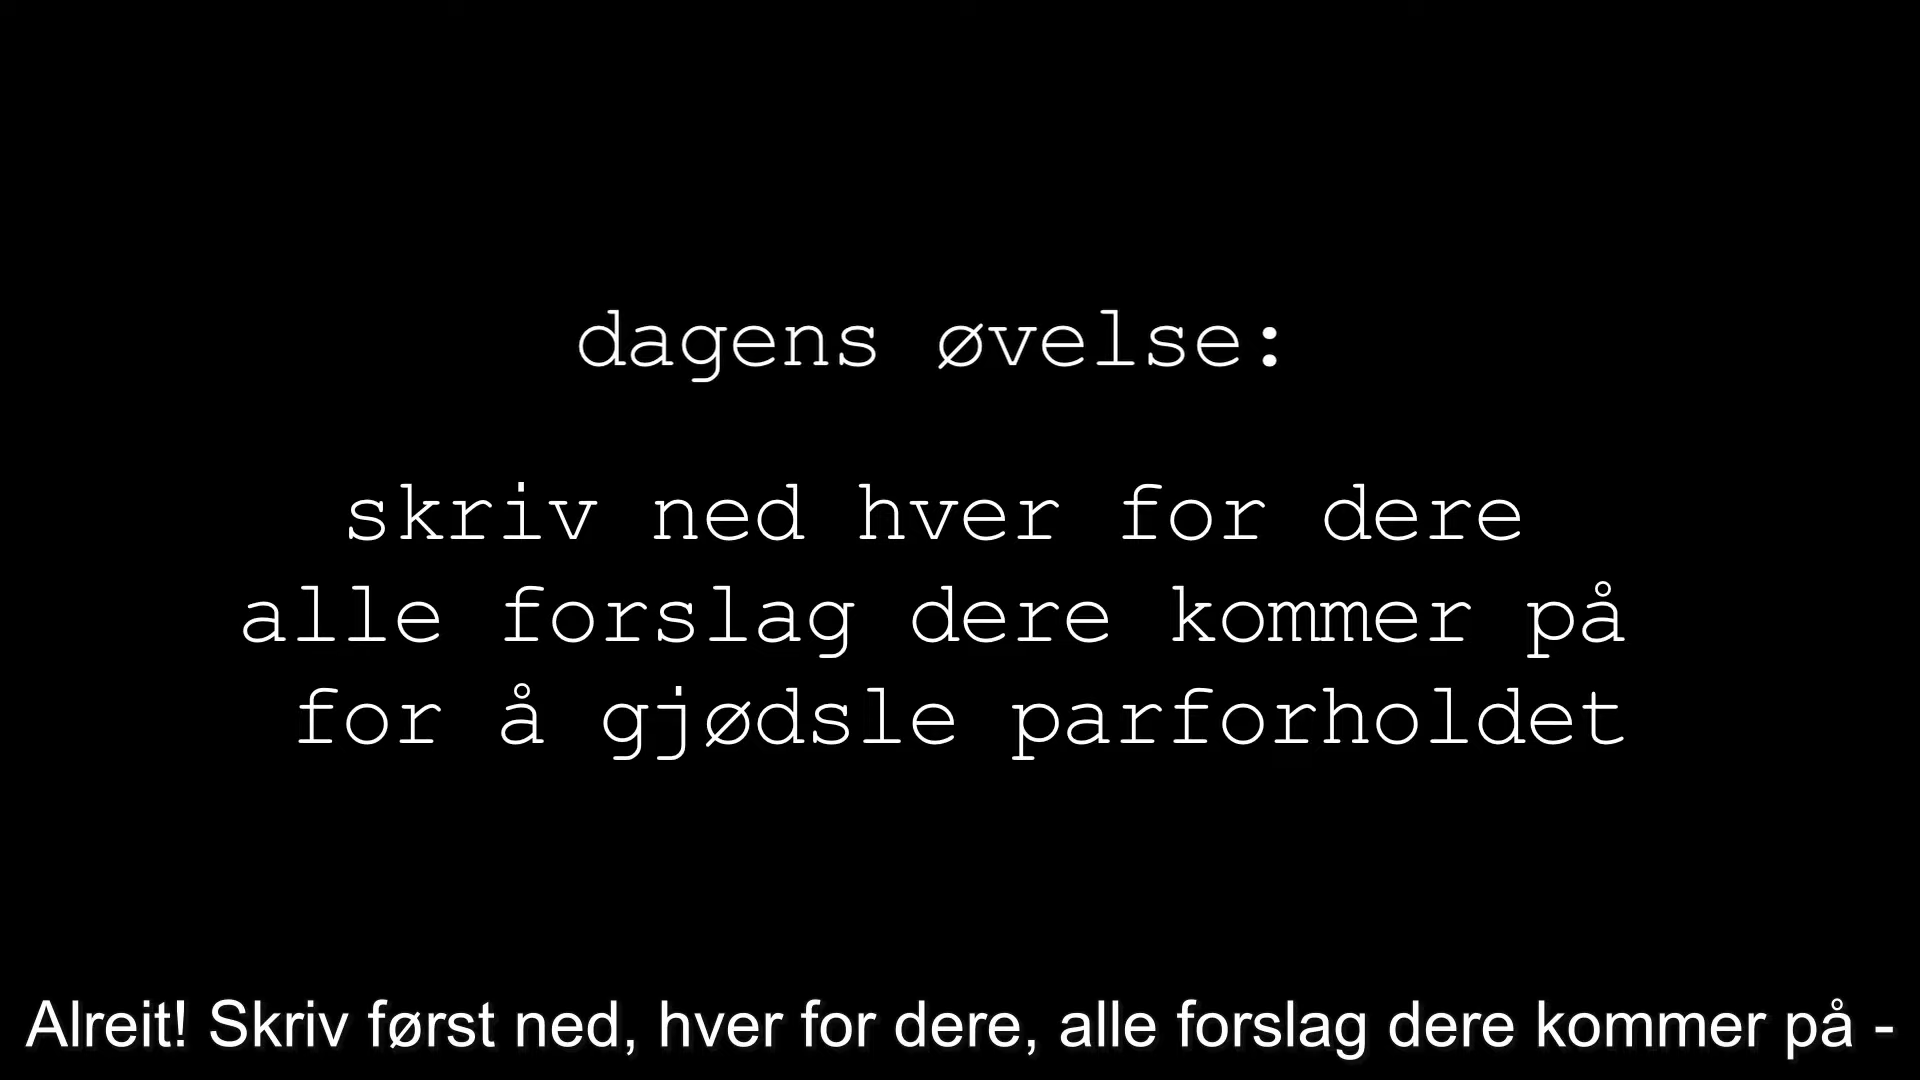 dagens øvelse:
skriv ned hver for dere
alle forslag dere kommer på
for å gjødsle parforholdet
Alreit! Skriv først ned, hver for dere, alle forslag dere kommer på -